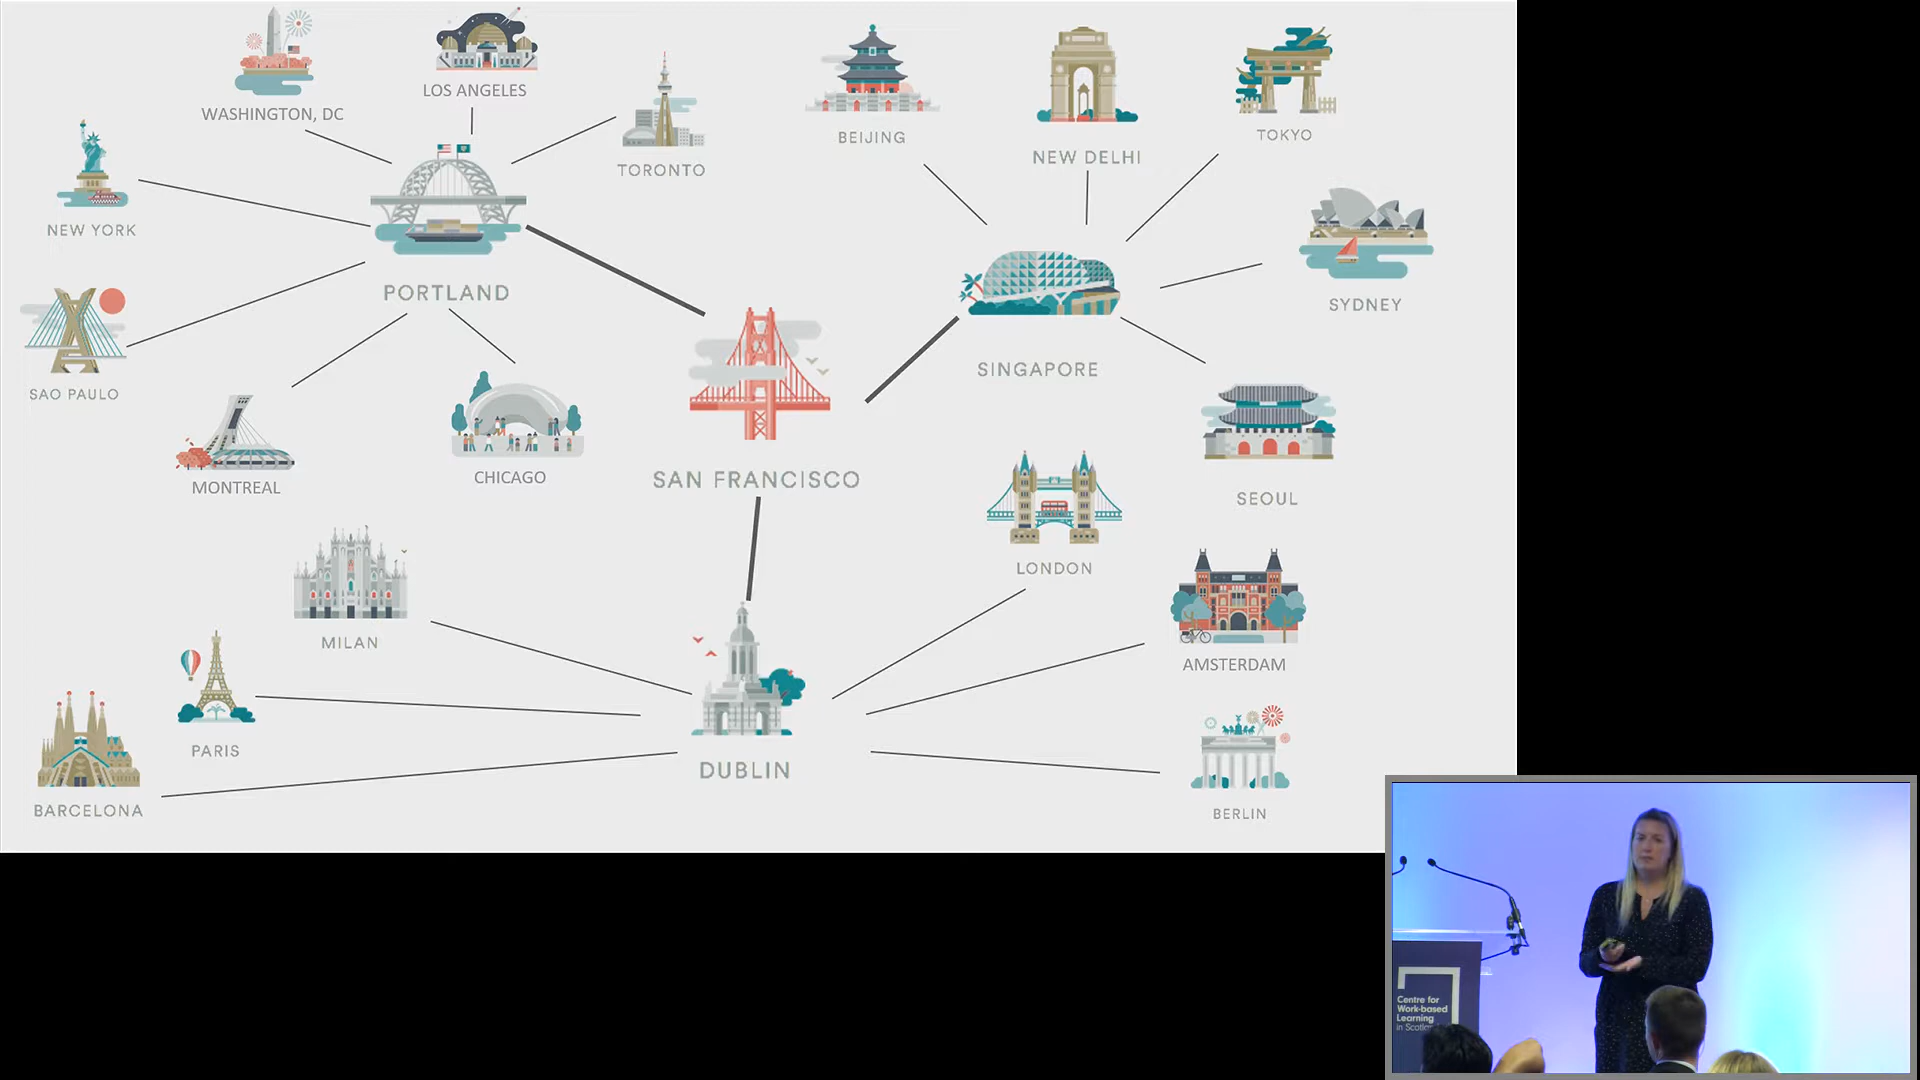 WASHINGTON, DC
LOS ANGELES
TORONTO
BEIJING
NEW DELHI
TOKYO
NEW YORK
PORTLAND
SYDNEY
SAO PAULO
SINGAPORE
MONTREAL
CHICAGO
SAN FRANCISCO
SEOUL
LONDON
MILAN
AMSTERDAM
PARIS
DUBLIN
BARCELONA
BERLIN
Centre for
Work-based
Learning
in